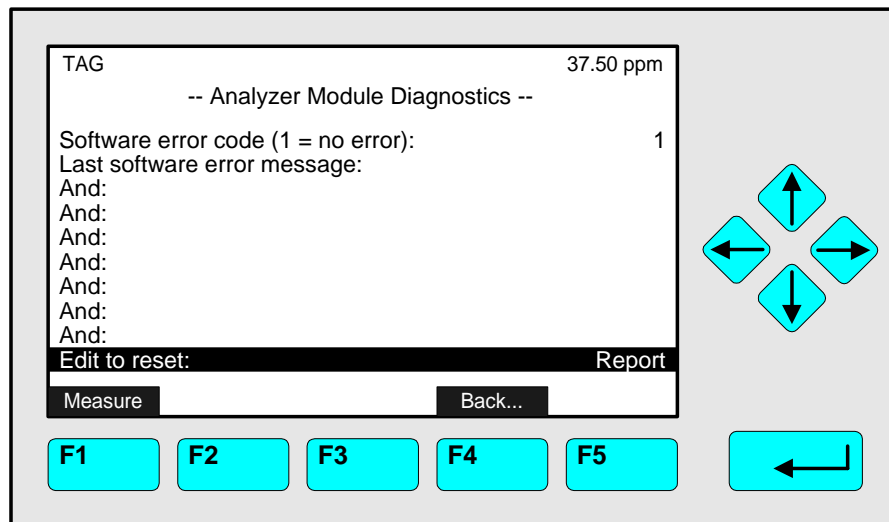 TAG 37.50 ppm
-- Analyzer Module Diagnostics --
Software error code (1 = no error): 1
Last software error message:
And:
And:
And:
And:
And:
And:
And:
Edit to reset: Report
Measure Back...
F1 F2 F3 F4 F5